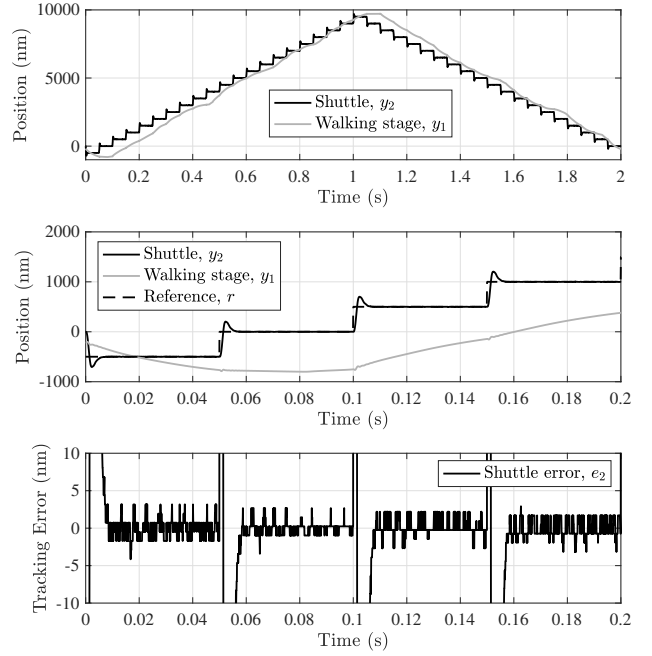 10000
5000
0
Position (nm)
Shuttle, y2
Walking stage, y1
0 0.2 0.4 0.6 0.8 1 1.2 1.4 1.6 1.8 2
Time (s)
2000
1000
0
-1000
Position (nm)
Shuttle, y2
Walking stage, y1
Reference, r
0 0.02 0.04 0.06 0.08 0.1 0.12 0.14 0.16 0.18 0.2
Time (s)
10
5
0
-5
-10
Tracking Error (nm)
Shuttle error, e2
0 0.02 0.04 0.06 0.08 0.1 0.12 0.14 0.16 0.18 0.2
Time (s)